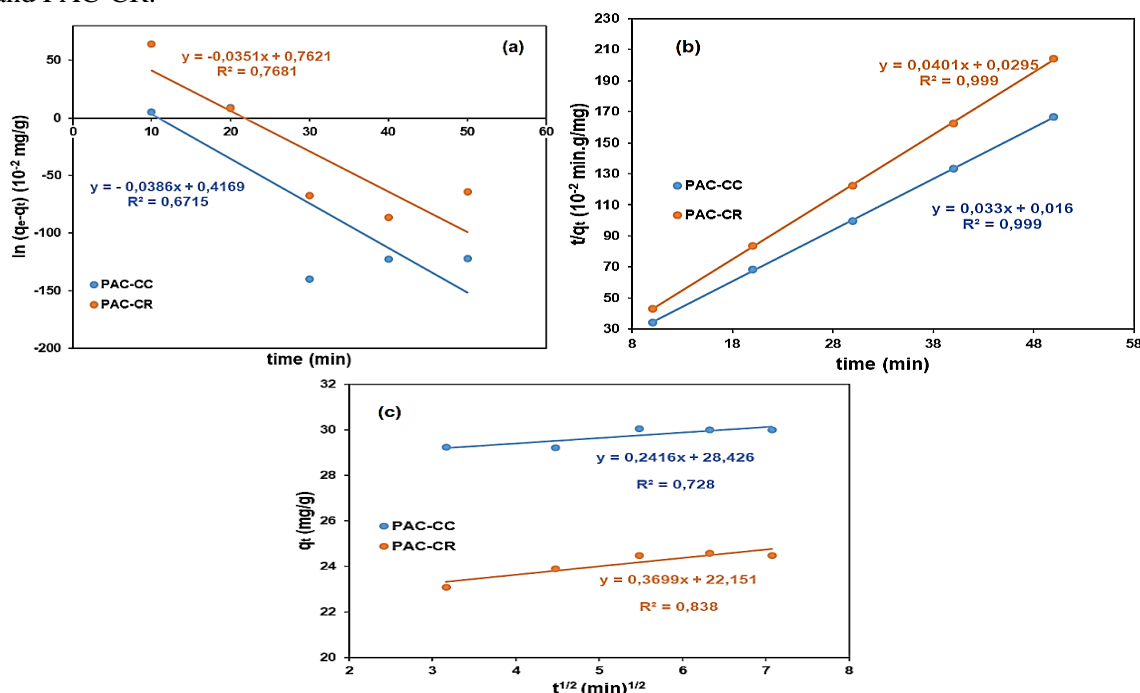 and PAC-CR.
(a)
y = -0,0351x + 0,7621
R² = 0,7681
y = - 0,0386x + 0,4169
R² = 0,6715
PAC-CC
PAC-CR
50
0
-50
-100
-150
-200
0
10
20
30
40
50
60
ln (qe-qt) (10⁻² mg/g)
time (min)
(b)
y = 0,0401x + 0,0295
R² = 0,999
PAC-CC
PAC-CR
y = 0,033x + 0,016
R² = 0,999
230
210
190
170
150
130
110
90
70
50
30
8
18
28
38
48
58
t/qt (10⁻² min.g/mg)
time (min)
(c)
y = 0,2416x + 28,426
R² = 0,728
PAC-CC
PAC-CR
y = 0,3699x + 22,151
R² = 0,838
32
30
28
26
24
22
20
2
3
4
5
6
7
8
qt (mg/g)
t¹/² (min)¹/²